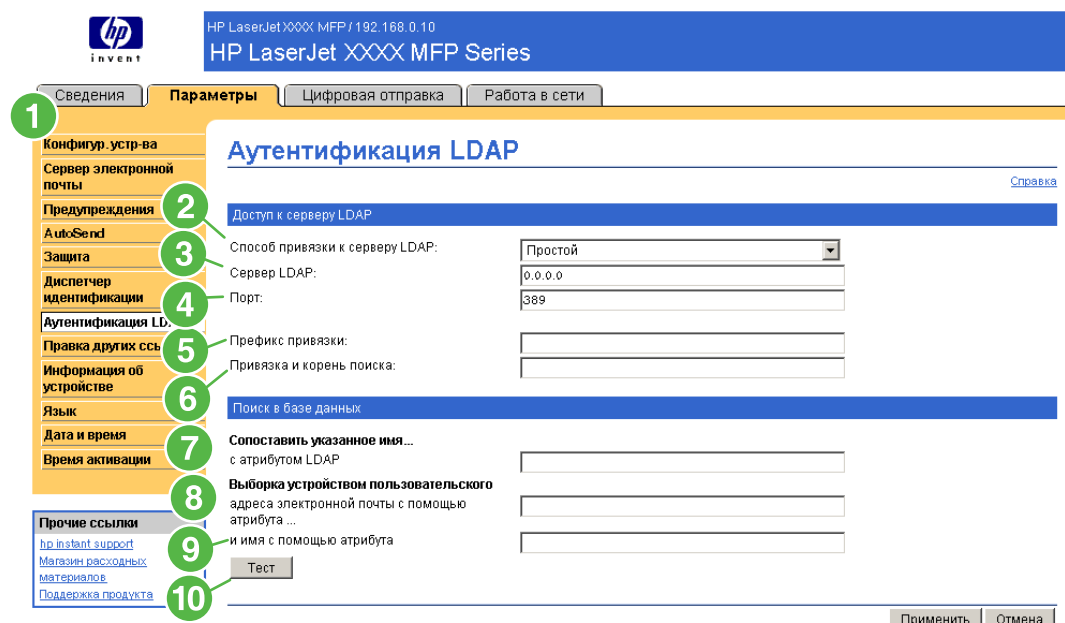 hp
invent
HP LaserJet XXXX MFP / 192.168.0.10
HP LaserJet XXXX MFP Series
Сведения
Параметры
Цифровая отправка
Работа в сети
1
Конфигур. устр-ва
Сервер электронной
почты
Предупреждения
AutoSend
Защита
Диспетчер
идентификации
Аутентификация
Правка других
Информация об
устройстве
Язык
Дата и время
Время активации
Прочие ссылки
hp instant support
Магазин расходных
материалов
Поддержка продукта
Аутентификация LDAP
Справка
Доступ к серверу LDAP
2
Способ привязки к серверу LDAP:
Простой
3
Сервер LDAP:
0.0.0.0
4
Порт:
389
5
Префикс привязки:
6
Привязка и корень поиска:
Поиск в базе данных
7
Сопоставить указанное имя...
с атрибутом LDAP
Выборка устройством пользовательского
8
адреса электронной почты с помощью
атрибута ...
9
и имя с помощью атрибута
10
Тест
Применить
Отмена